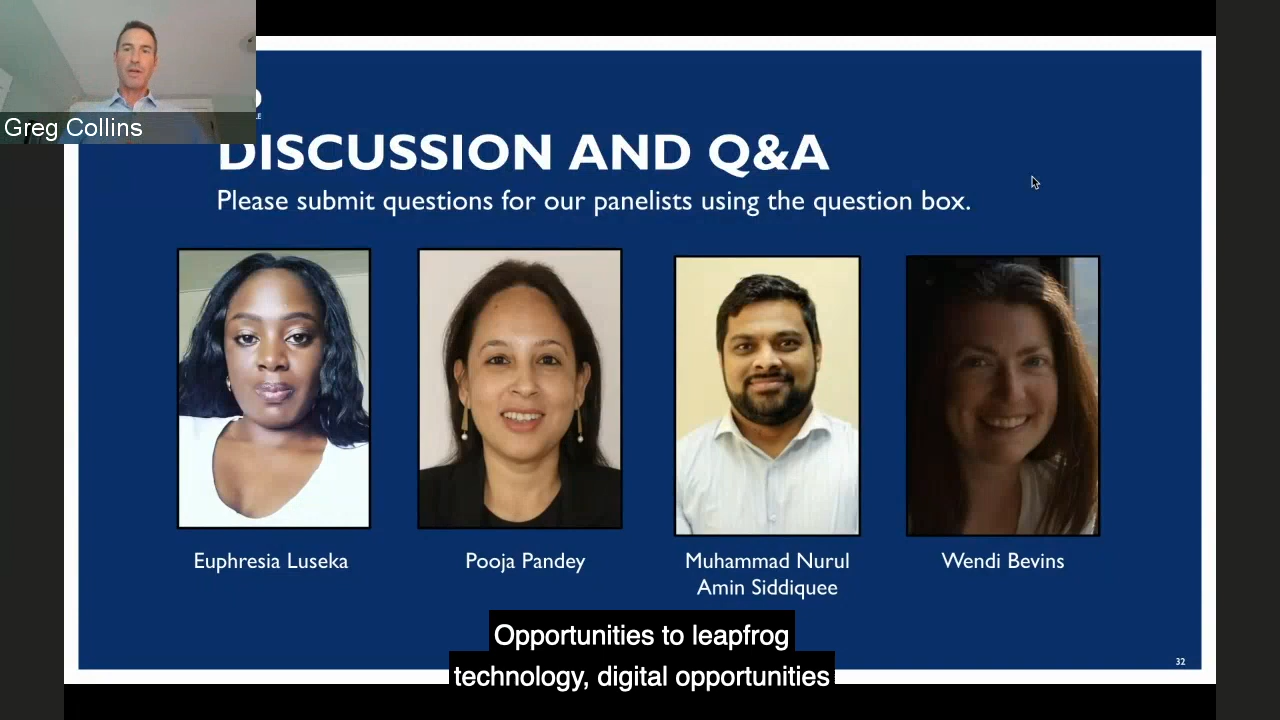 Greg Collins
DISCUSSION AND Q&A
Please submit questions for our panelists using the question box.
Euphresia Luseka
Pooja Pandey
Muhammad Nurul
Amin Siddiquee
Wendi Bevins
Opportunities to leapfrog
technology, digital opportunities
32